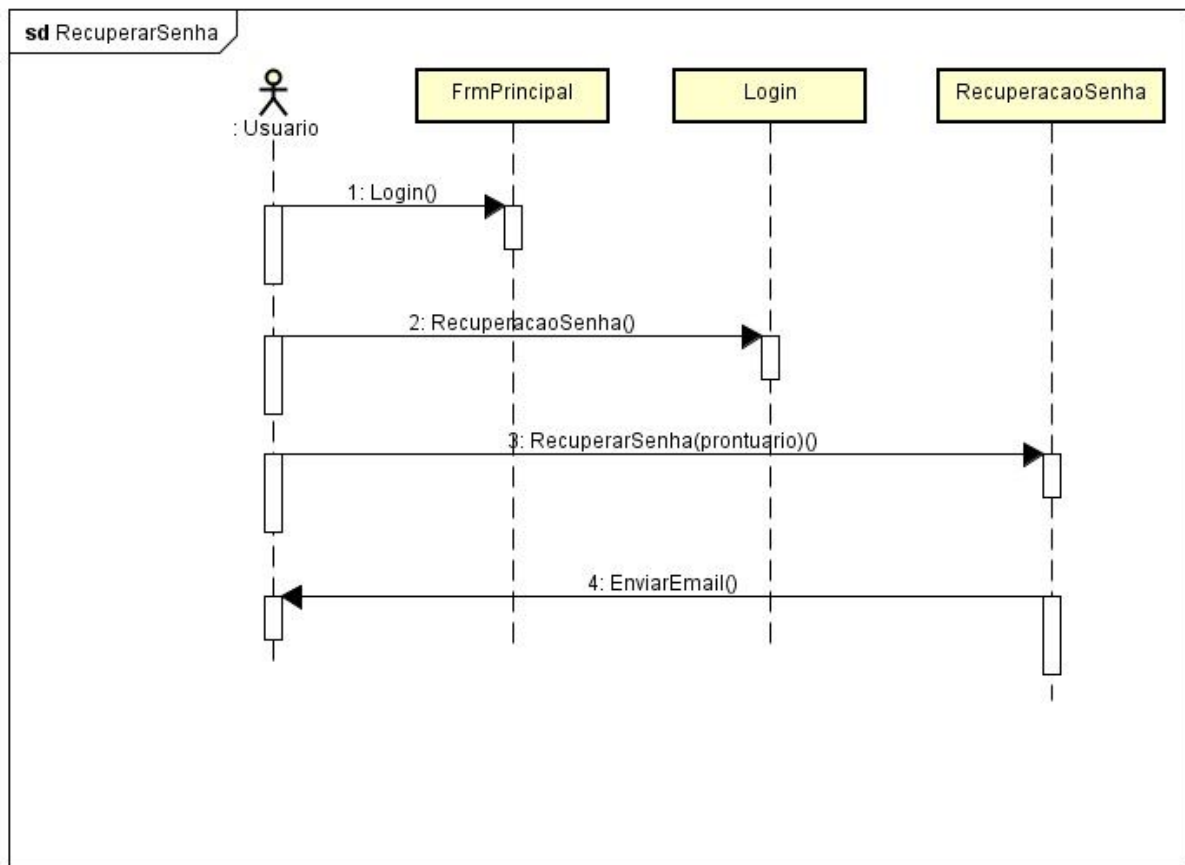 sd RecuperarSenha
: Usuario
FrmPrincipal
Login
RecuperacaoSenha
1: Login()
2: RecuperacaoSenha()
3: RecuperarSenha(prontuario)()
4: EnviarEmail()